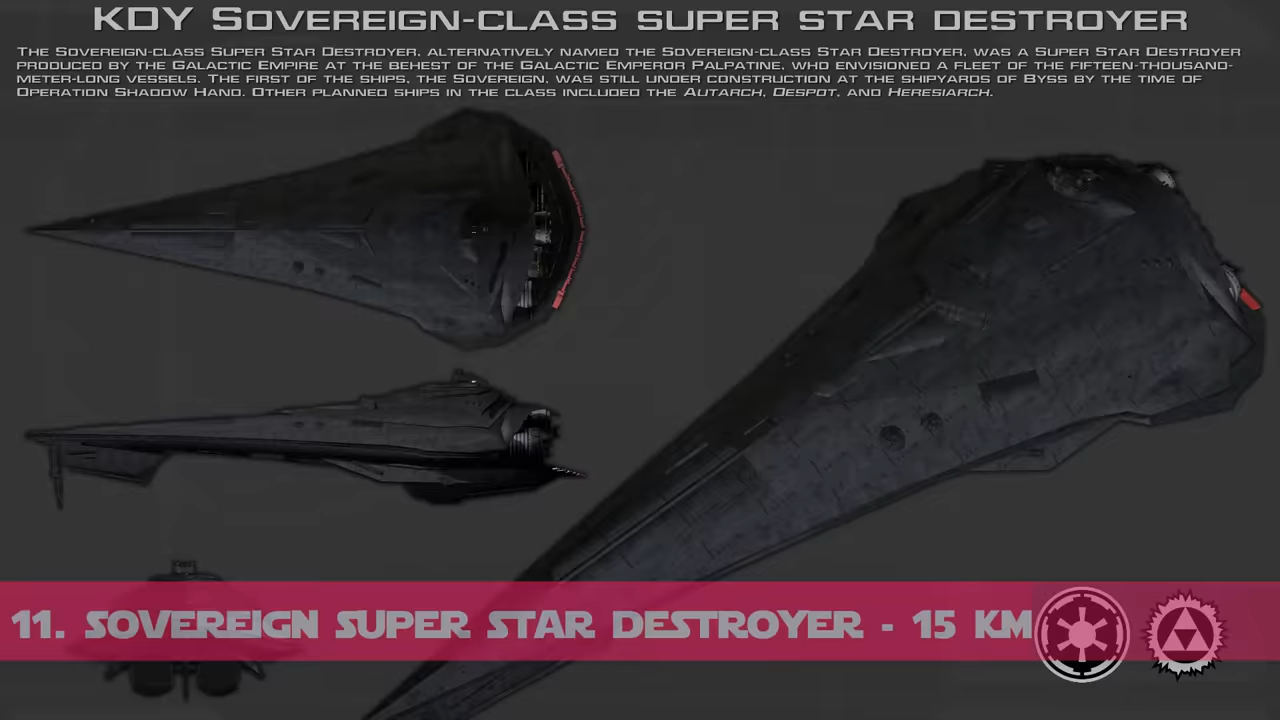 KDY Sovereign-class super star destroyer
The Sovereign-class Super Star Destroyer, alternatively named the Sovereign-class Star Destroyer, was a Super Star Destroyer
produced by the Galactic Empire at the behest of the Galactic Emperor Palpatine, who envisioned a fleet of the fifteen-thousand-
meter-long vessels. The first of the ships, the Sovereign, was still under construction at the shipyards of Byss by the time of
Operation Shadow Hand. Other planned ships in the class included the Autarch, Despot, and Heresiarch.
11. SOVEREIGN SUPER STAR DESTROYER - 15 KM